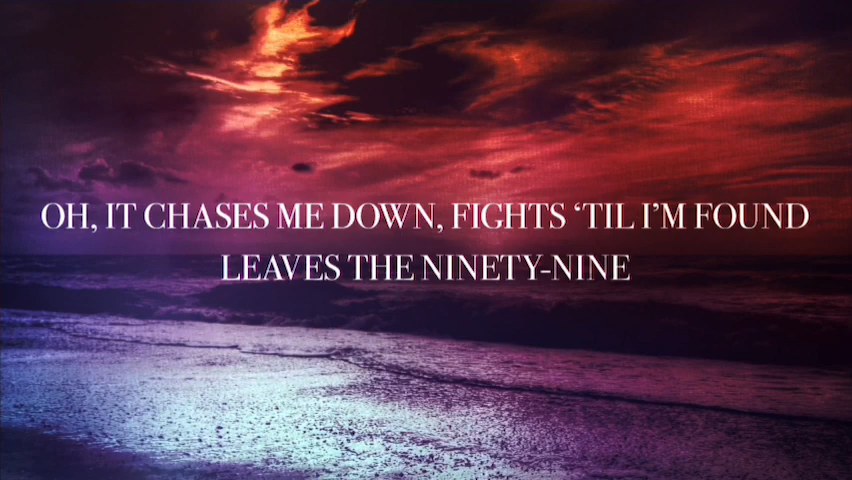 OH, IT CHASES ME DOWN, FIGHTS ‘TIL I’M FOUND
LEAVES THE NINETY-NINE